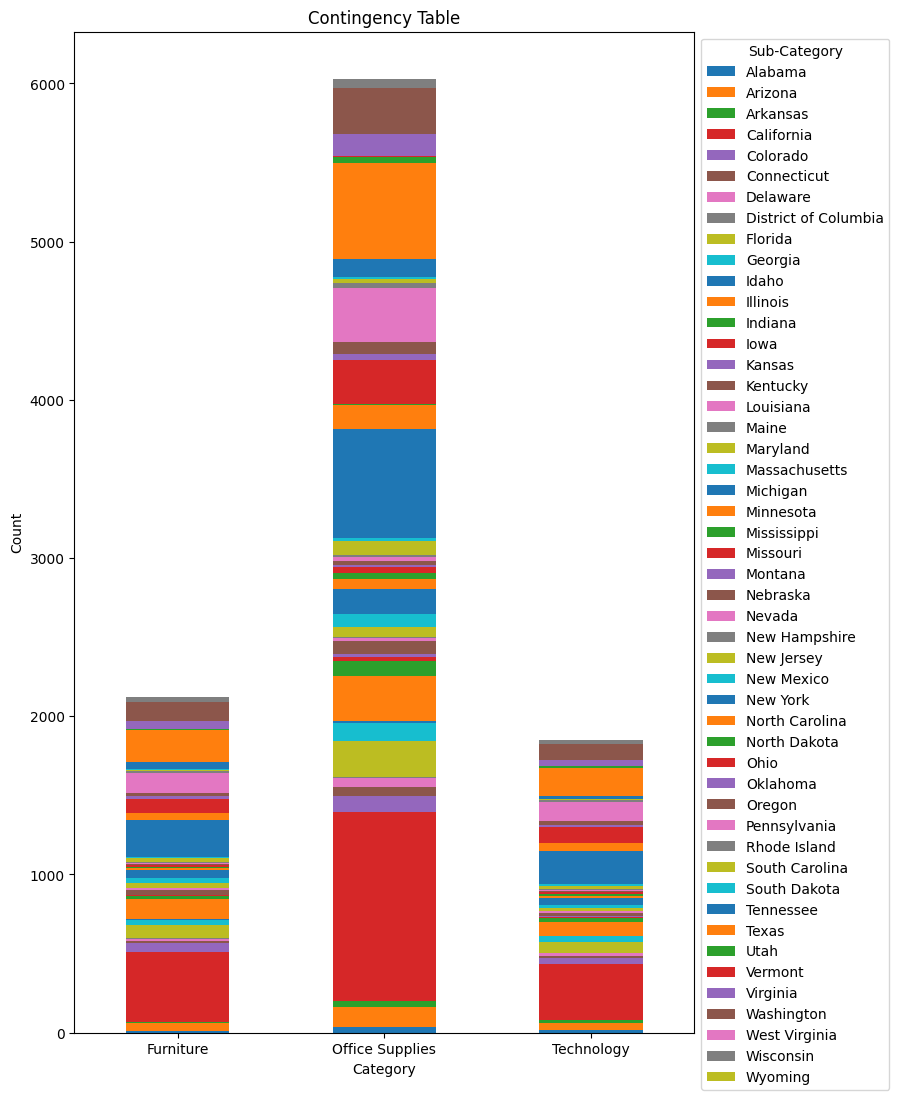 Contingency Table
Count
6000
5000
4000
3000
2000
1000
0
Furniture
Office Supplies
Technology
Category
Sub-Category
Alabama
Arizona
Arkansas
California
Colorado
Connecticut
Delaware
District of Columbia
Florida
Georgia
Idaho
Illinois
Indiana
Iowa
Kansas
Kentucky
Louisiana
Maine
Maryland
Massachusetts
Michigan
Minnesota
Mississippi
Missouri
Montana
Nebraska
Nevada
New Hampshire
New Jersey
New Mexico
New York
North Carolina
North Dakota
Ohio
Oklahoma
Oregon
Pennsylvania
Rhode Island
South Carolina
South Dakota
Tennessee
Texas
Utah
Vermont
Virginia
Washington
West Virginia
Wisconsin
Wyoming